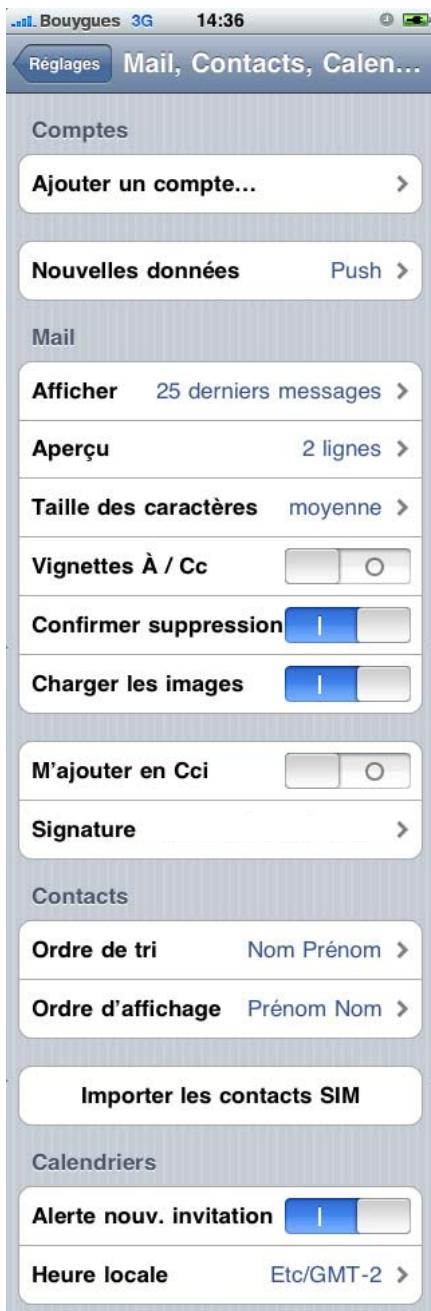 Bouygues 3G 14:36
Réglages Mail, Contacts, Calen...
Comptes
Ajouter un compte...
Nouvelles données Push
Mail
Afficher 25 derniers messages
Aperçu 2 lignes
Taille des caractères moyenne
Vignettes À / Cc
Confirmer suppression
Charger les images
M'ajouter en Cci
Signature
Contacts
Ordre de tri Nom Prénom
Ordre d'affichage Prénom Nom
Importer les contacts SIM
Calendriers
Alerte nouv. invitation
Heure locale Etc/GMT-2